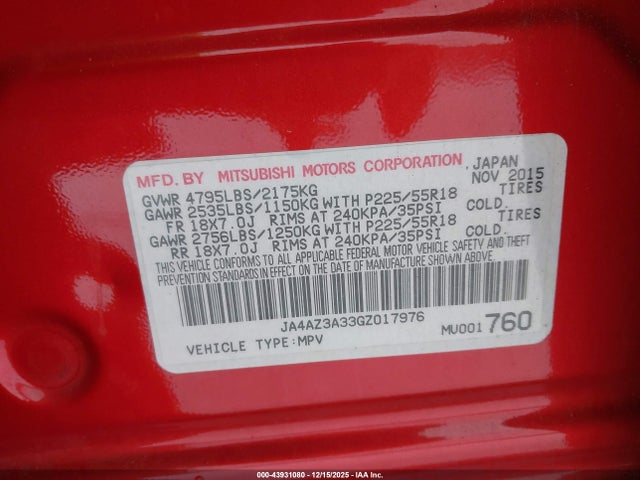 MFD. BY MITSUBISHI MOTORS CORPORATION JAPAN
GVWR 4795LBS/2175KG NOV 2015
GAWR 2535LBS/1150KG WITH P225/55R18 TIRES
FR 18X7.0J RIMS AT 240KPA/35PSI COLD.
GAWR 2756LBS/1250KG WITH P225/55R18 TIRES
RR 18X7.0J RIMS AT 240KPA/35PSI COLD.
THIS VEHICLE CONFORMS TO ALL APPLICABLE FEDERAL MOTOR VEHICLE SAFETY AND THEFT
PREVENTION STANDARDS IN EFFECT ON THE DATE OF MANUFACTURE SHOWN ABOVE.
JA4AZ3A33GZ017976
VEHICLE TYPE:MPV MU001760
000-43931080 - 12/15/2025 - IAA Inc.